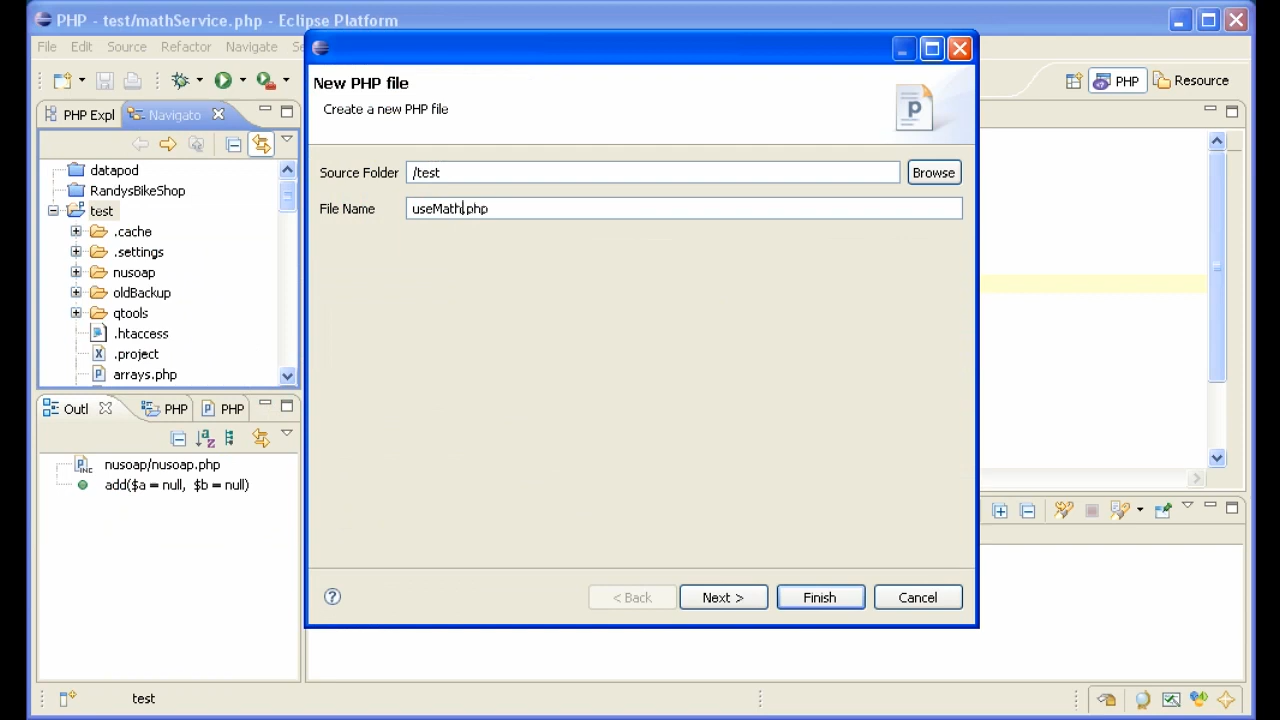 PHP - test/mathService.php - Eclipse Platform
File Edit Source Refactor Navigate Se
PHP Resource
PHP Expl Navigato
datapod
RandysBikeShop
test
.cache
.settings
nusoap
oldBackup
qtools
.htaccess
.project
arrays.php
Outl PHP PHP
nusoap/nusoap.php
add($a = null, $b = null)
New PHP file
Create a new PHP file
Source Folder /test Browse
File Name useMath.php
< Back Next > Finish Cancel
test